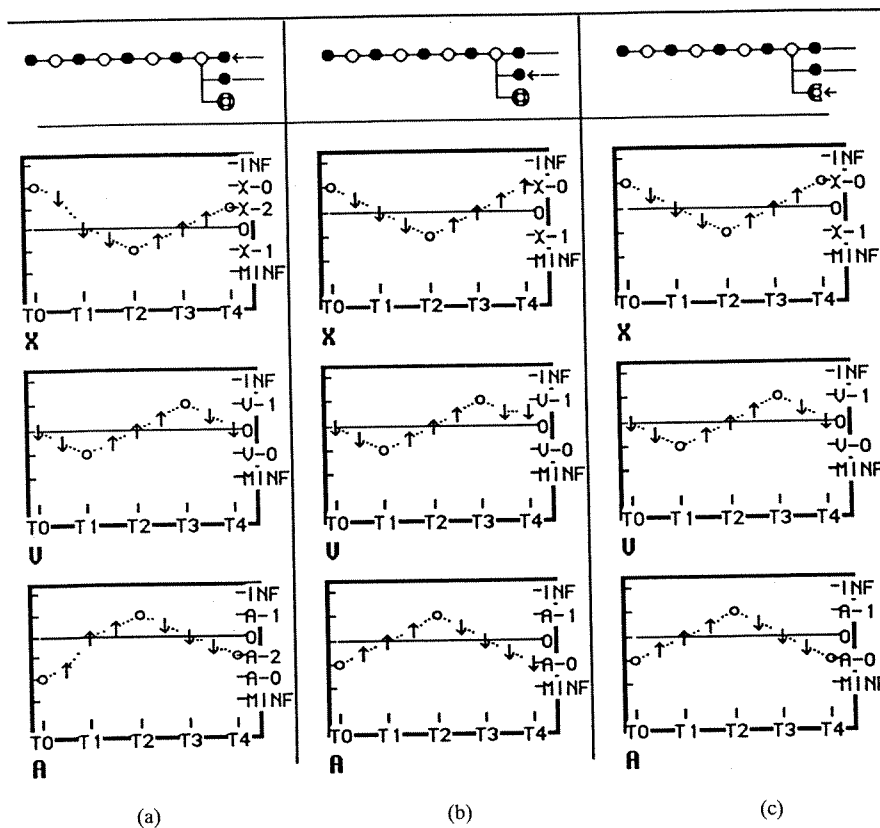 INF
X-0
X-2
0
X-1
MINF
T0 T1 T2 T3 T4
X
INF
V-1
0
V-0
MINF
T0 T1 T2 T3 T4
V
INF
A-1
0
A-2
A-0
MINF
T0 T1 T2 T3 T4
A
(a)
INF
X-0
0
X-1
MINF
T0 T1 T2 T3 T4
X
INF
V-1
0
V-0
MINF
T0 T1 T2 T3 T4
V
INF
A-1
0
A-0
MINF
T0 T1 T2 T3 T4
A
(b)
INF
X-0
0
X-1
MINF
T0 T1 T2 T3 T4
X
INF
V-1
0
V-0
MINF
T0 T1 T2 T3 T4
V
INF
A-1
0
A-0
MINF
T0 T1 T2 T3 T4
A
(c)